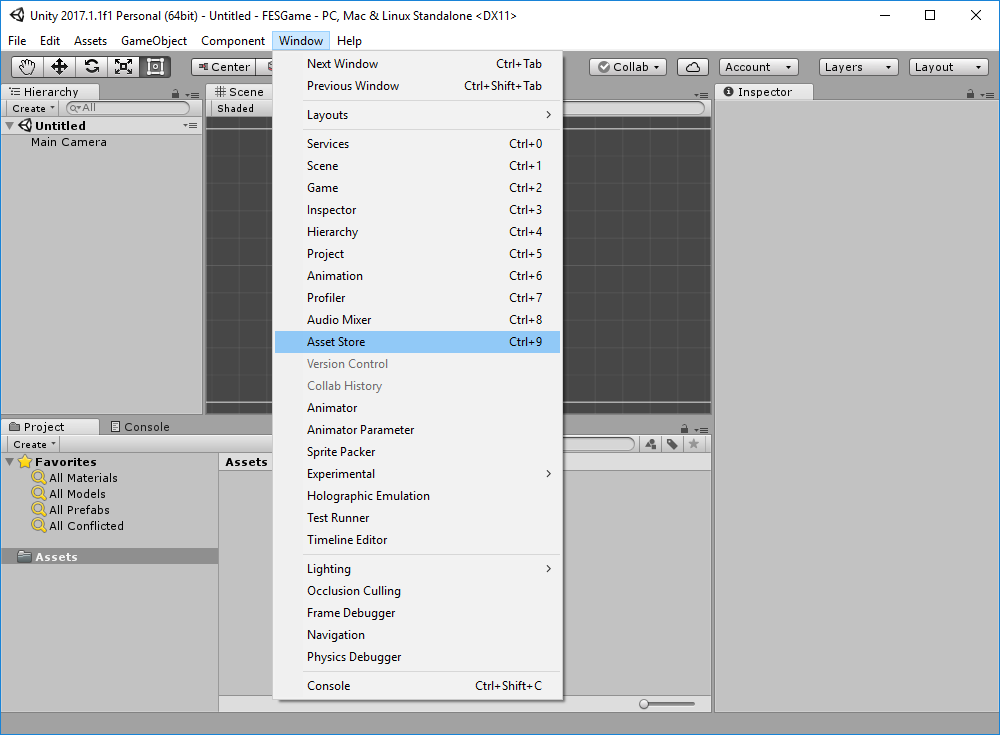 Unity 2017.1.1f1 Personal (64bit) - Untitled - FESGame - PC, Mac & Linux Standalone <DX11>
File Edit Assets GameObject Component Window Help
Center Collab Account Layers Layout
Hierarchy
Create All
Untitled
Main Camera
Scene
Shaded
Inspector
Next Window Ctrl+Tab
Previous Window Ctrl+Shift+Tab
Layouts
Services Ctrl+0
Scene Ctrl+1
Game Ctrl+2
Inspector Ctrl+3
Hierarchy Ctrl+4
Project Ctrl+5
Animation Ctrl+6
Profiler Ctrl+7
Audio Mixer Ctrl+8
Asset Store Ctrl+9
Version Control
Collab History
Animator
Animator Parameter
Sprite Packer
Experimental
Holographic Emulation
Test Runner
Timeline Editor
Lighting
Occlusion Culling
Frame Debugger
Navigation
Physics Debugger
Console Ctrl+Shift+C
Project Console
Create
Favorites
All Materials
All Models
All Prefabs
All Conflicted
Assets
Assets